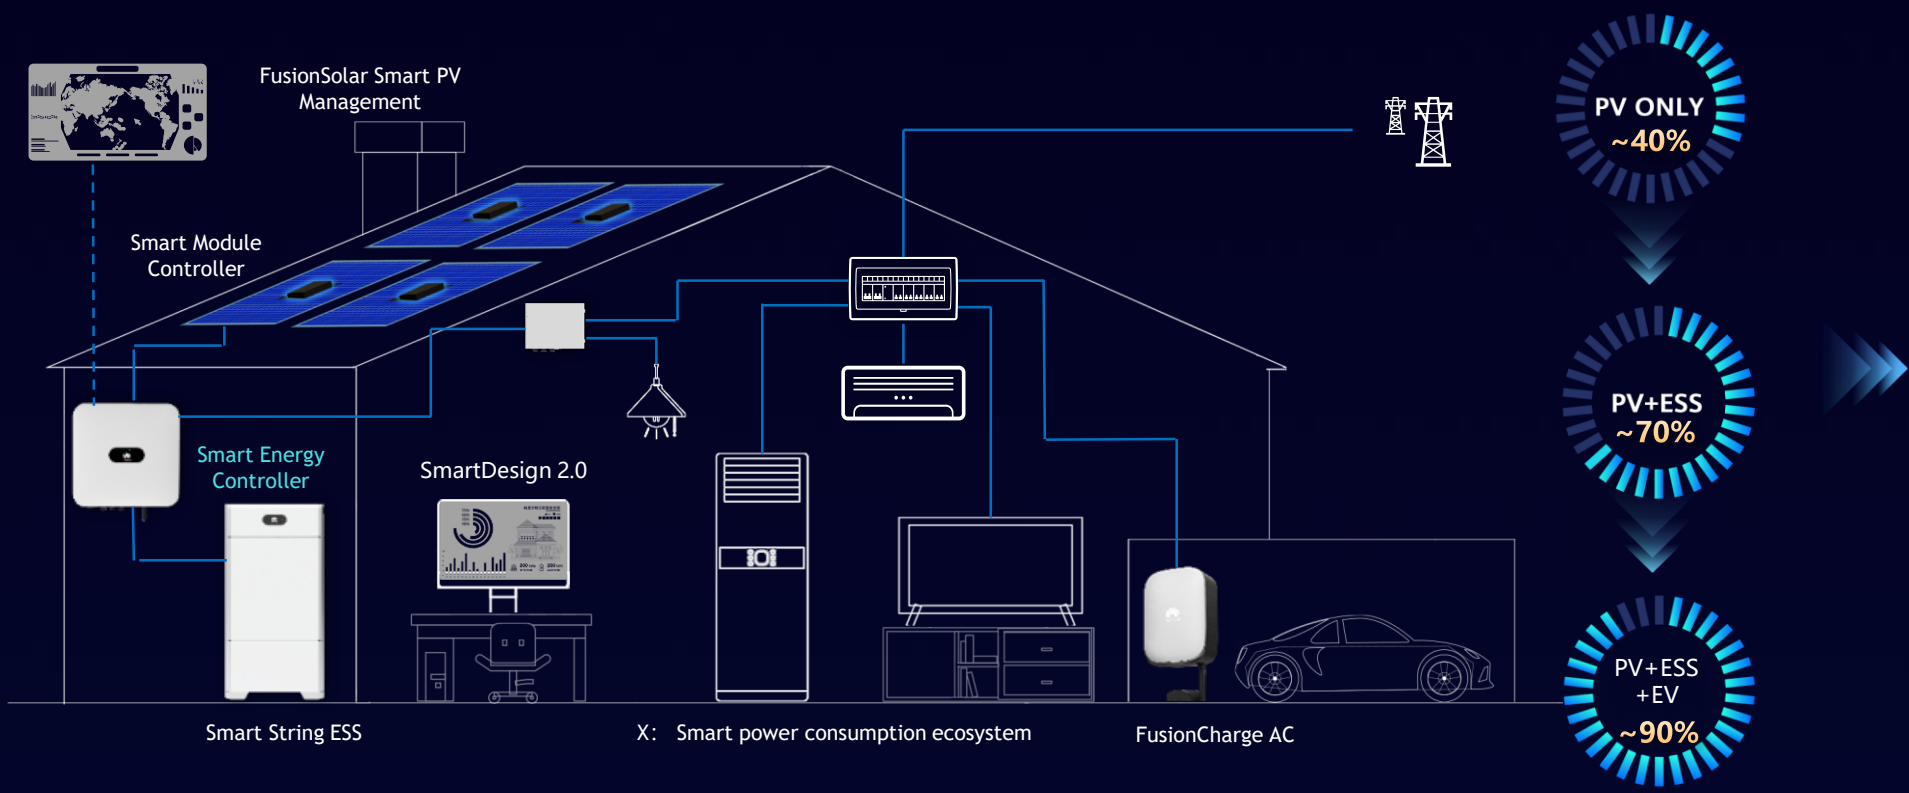 FusionSolar Smart PV
Management
PV ONLY
~40%
Smart Module
Controller
PV+ESS
~70%
Smart Energy
Controller
SmartDesign 2.0
PV+ESS
+EV
~90%
Smart String ESS
X: Smart power consumption ecosystem
FusionCharge AC